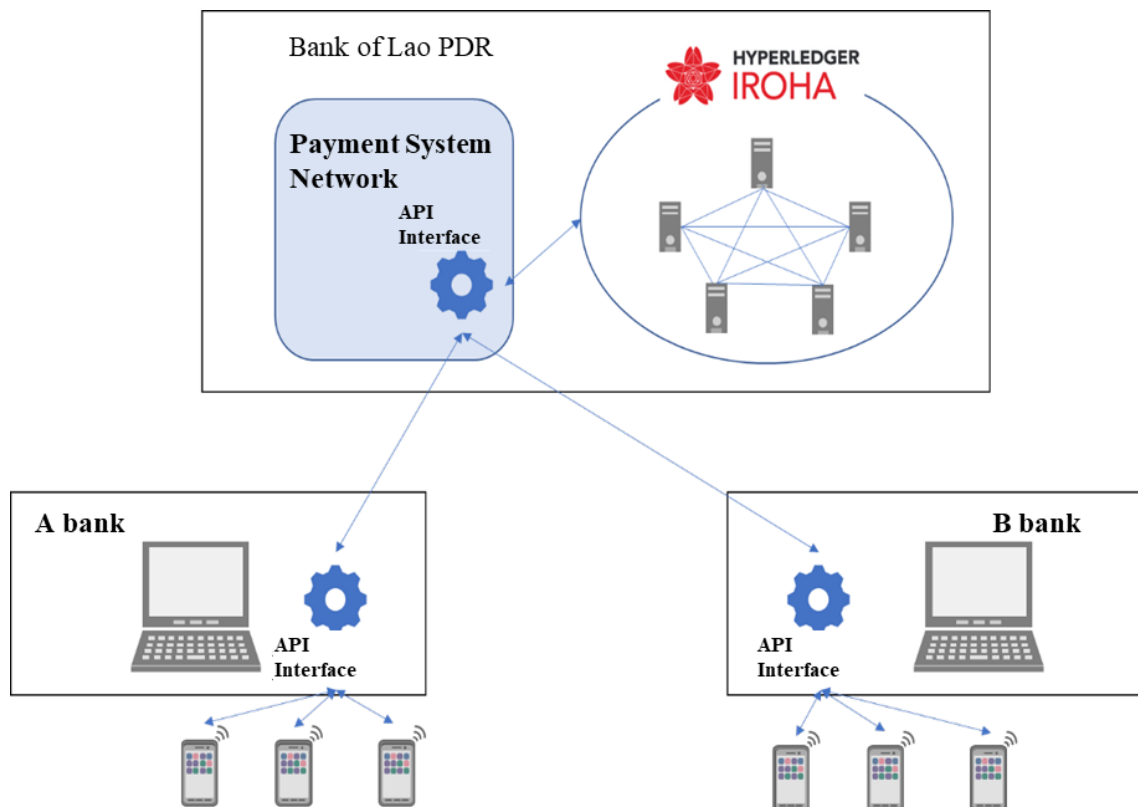 Bank of Lao PDR
HYPERLEDGER
IROHA
Payment System
Network
API
Interface
A bank
API
Interface
B bank
API
Interface